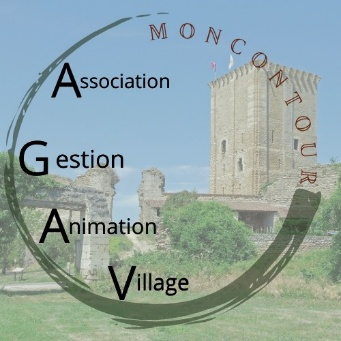 MONCONTOUR
Association
Gestion
Animation
Village